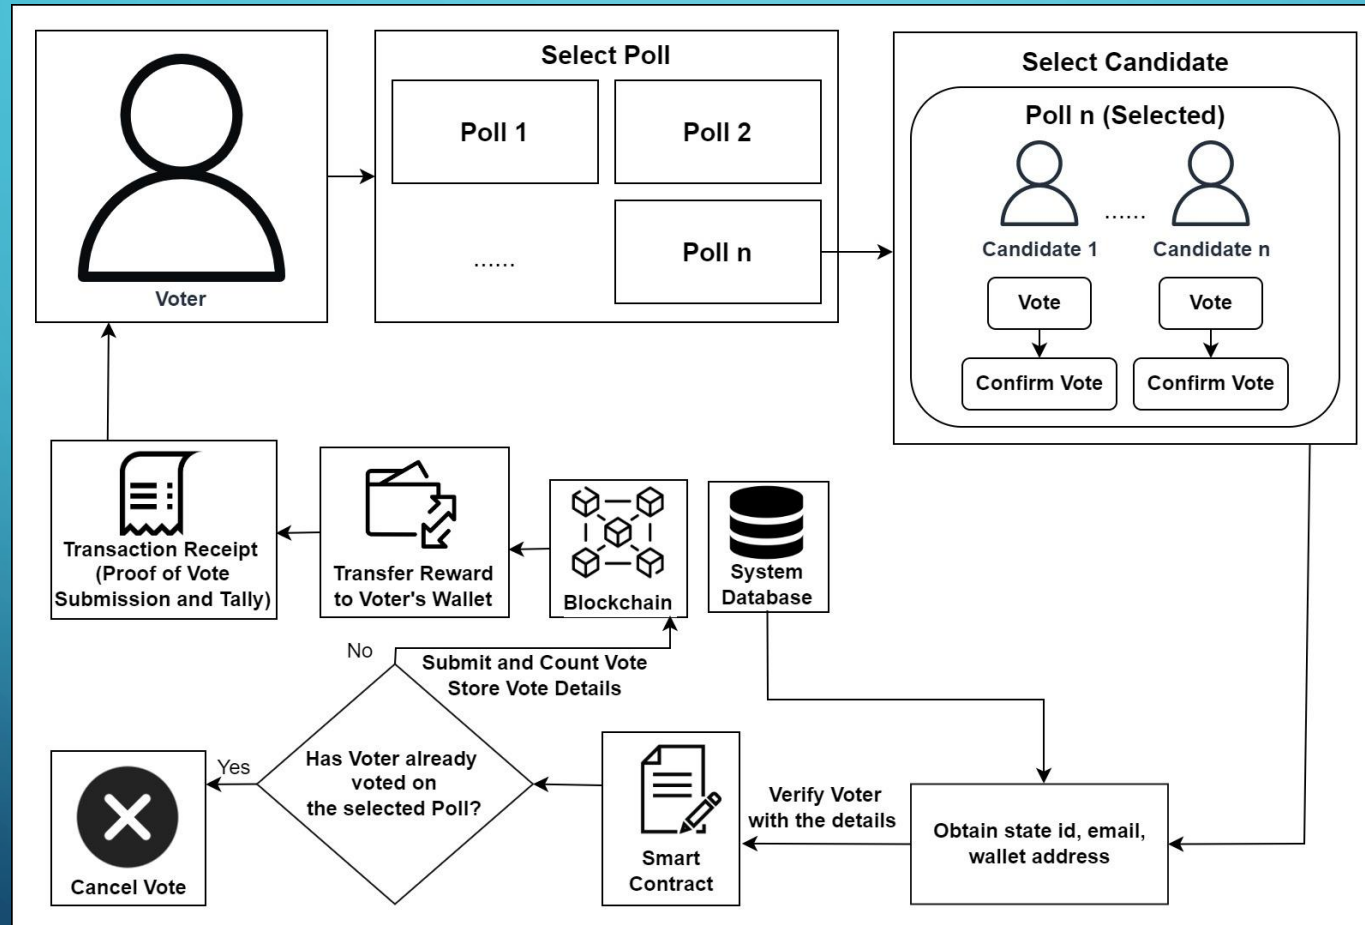 Voter
Select Poll
Poll 1
Poll 2
......
Poll n
Select Candidate
Poll n (Selected)
......
Candidate 1
Candidate n
Vote
Vote
Confirm Vote
Confirm Vote
Transaction Receipt
(Proof of Vote
Submission and Tally)
Transfer Reward
to Voter's Wallet
Blockchain
System
Database
No
Submit and Count Vote
Store Vote Details
Yes
Has Voter already
voted on
the selected Poll?
Cancel Vote
Smart
Contract
Verify Voter
with the details
Obtain state id, email,
wallet address